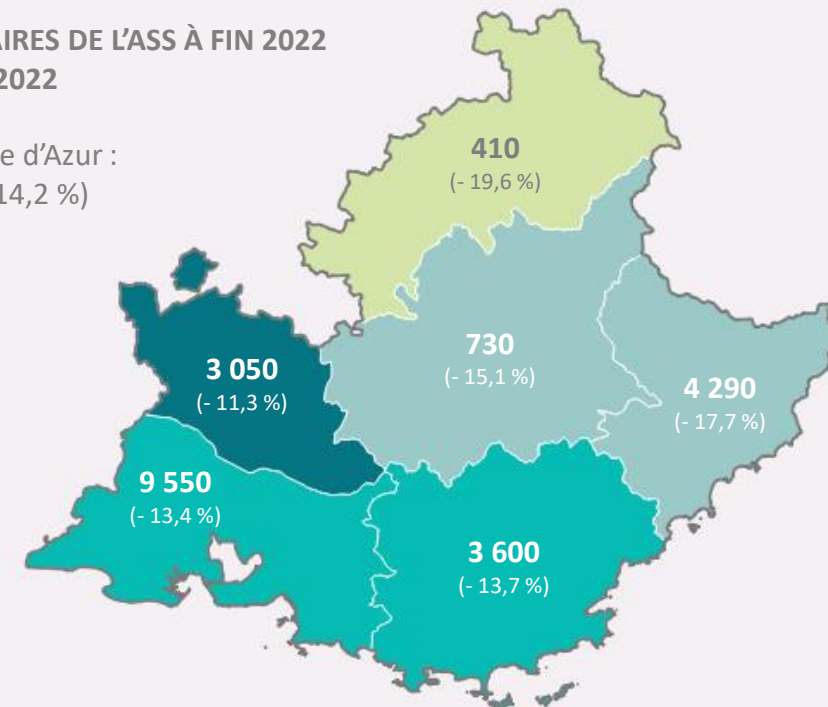 AIRES DE L'ASS À FIN 2022
2022
e d'Azur :
14,2 %)
410
(- 19,6 %)
730
(- 15,1 %)
3 050
(- 11,3 %)
4 290
(- 17,7 %)
9 550
(- 13,4 %)
3 600
(- 13,7 %)